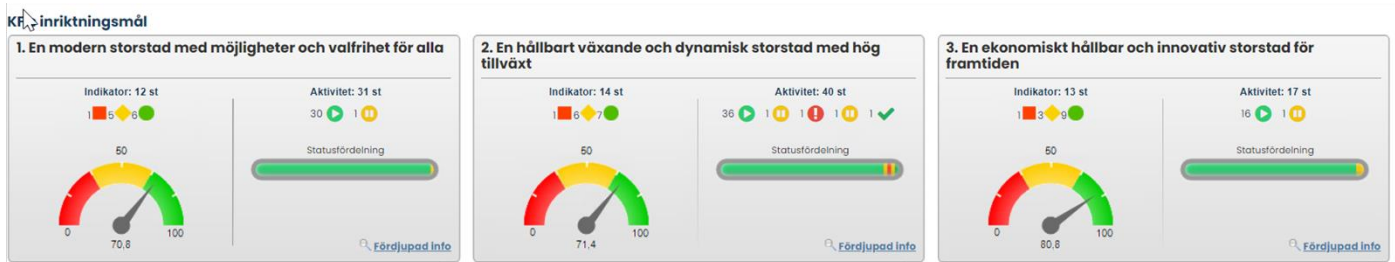 KF:s inriktningsmål
1. En modern storstad med möjligheter och valfrihet för alla
Indikator: 12 st
1 5 6
50
0 100
70,8
Aktivitet: 31 st
30 1
Statusfördelning
Fördjupad info
2. En hållbart växande och dynamisk storstad med hög
tillväxt
Indikator: 14 st
1 6 7
50
0 100
71,4
Aktivitet: 40 st
36 1 1 1 1
Statusfördelning
Fördjupad info
3. En ekonomiskt hållbar och innovativ storstad för
framtiden
Indikator: 13 st
1 3 9
50
0 100
80,8
Aktivitet: 17 st
16 1
Statusfördelning
Fördjupad info